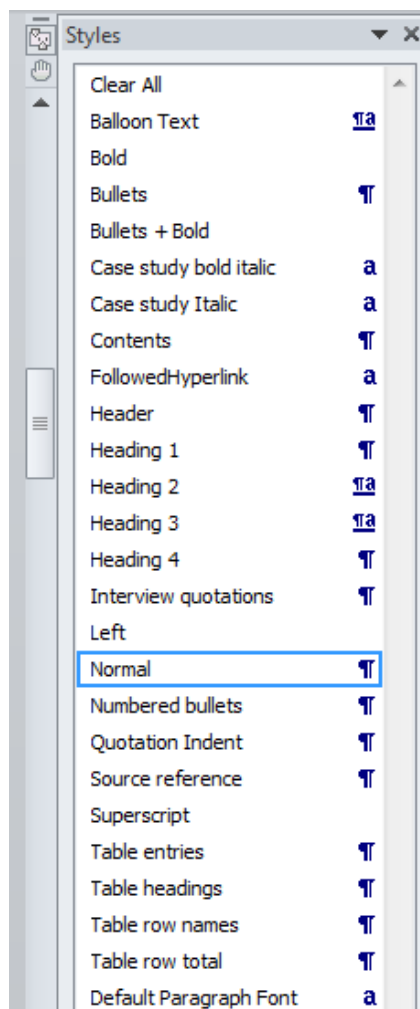 Styles
Clear All
Balloon Text ¶a
Bold
Bullets ¶
Bullets + Bold
Case study bold italic a
Case study Italic a
Contents ¶
FollowedHyperlink a
Header ¶
Heading 1 ¶
Heading 2 ¶a
Heading 3 ¶a
Heading 4 ¶
Interview quotations ¶
Left
Normal ¶
Numbered bullets ¶
Quotation Indent ¶
Source reference ¶
Superscript
Table entries ¶
Table headings ¶
Table row names ¶
Table row total ¶
Default Paragraph Font a